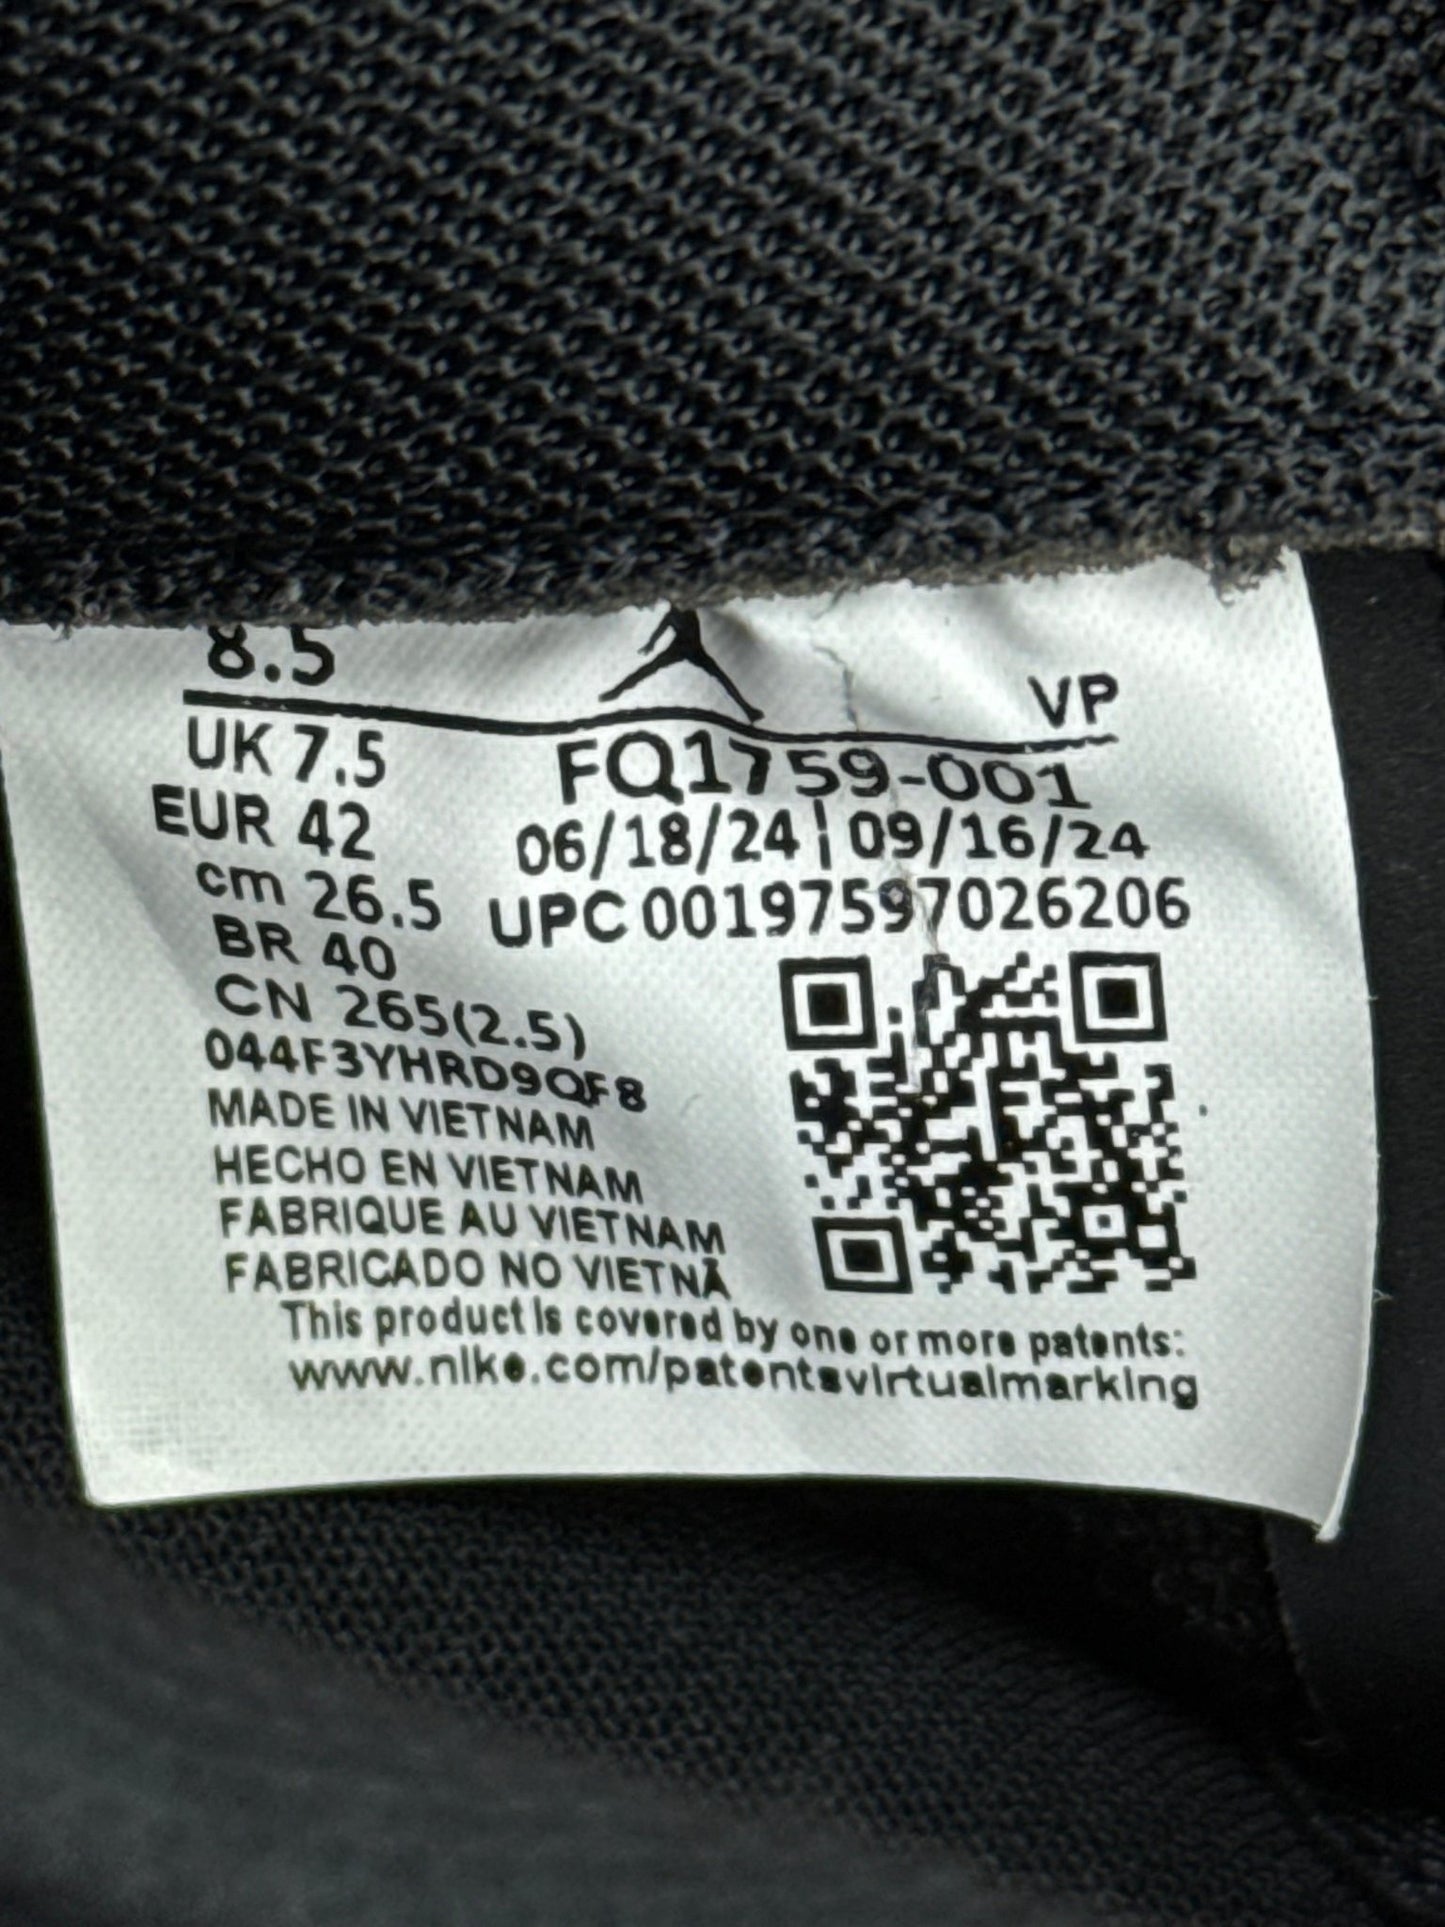 8.5
VP
UK 7.5
FQ1759-001
EUR 42
06/18/24 | 09/16/24
cm 26.5
UPC 00197597026206
BR 40
CN 265(2.5)
044F3YHRD9QF8
MADE IN VIETNAM
HECHO EN VIETNAM
FABRIQUE AU VIETNAM
FABRICADO NO VIETNÃ
This product is covered by one or more patents:
www.nike.com/patentsvirtualmarking